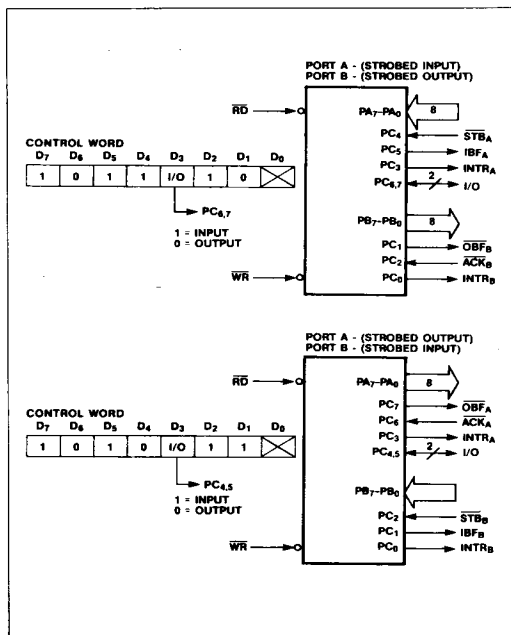 PORT A - (STROBED INPUT)
PORT B - (STROBED OUTPUT)
RD
PA7-PA0
8
CONTROL WORD
D7 D6 D5 D4 D3 D2 D1 D0
1 0 1 1 I/O 1 0
PC6,7
1 = INPUT
0 = OUTPUT
PC4 STBA
PC5 IBFA
PC3 INTRA
PC6,7 2 I/O
PB7-PB0 8
PC1 OBFB
PC2 ACKB
WR
PC0 INTRB
PORT A - (STROBED OUTPUT)
PORT B - (STROBED INPUT)
RD
PA7-PA0
8
CONTROL WORD
D7 D6 D5 D4 D3 D2 D1 D0
1 0 1 0 I/O 1 1
PC4,5
1 = INPUT
0 = OUTPUT
PC7 OBFA
PC6 ACKA
PC3 INTRA
PC4,5 2 I/O
PB7-PB0
PC2 STBB
PC1 IBFB
WR
PC0 INTRB